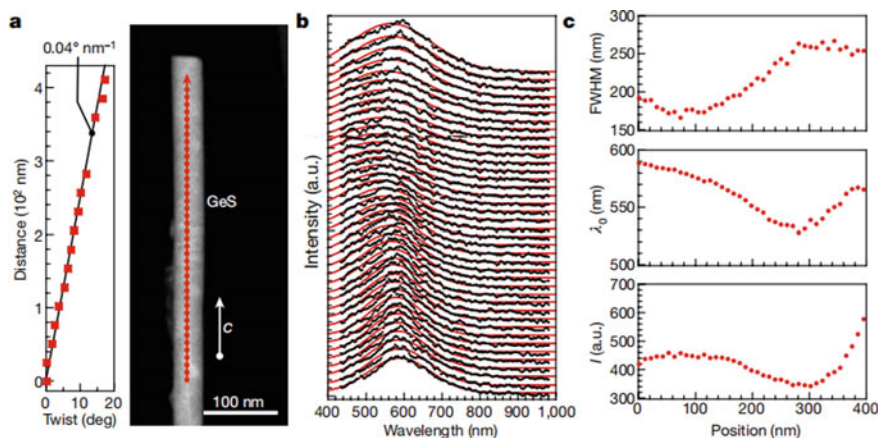 a
0.04° nm⁻¹
4
3
2
1
0
Distance (10² nm)
0 10 20
Twist (deg)
GeS
c
100 nm
b
Intensity (a.u.)
400 500 600 700 800 900 1,000
Wavelength (nm)
c
300
250
200
150
FWHM (nm)
600
550
500
λ₀ (nm)
700
600
500
400
300
I (a.u.)
0 100 200 300 400
Position (nm)